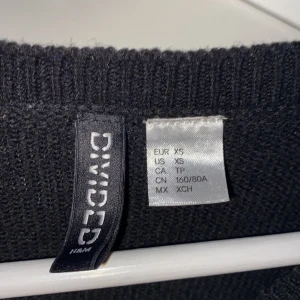 DIVIDED
H&M
EUR XS
US XS
CA TP
CN 160/80A
MX XCH